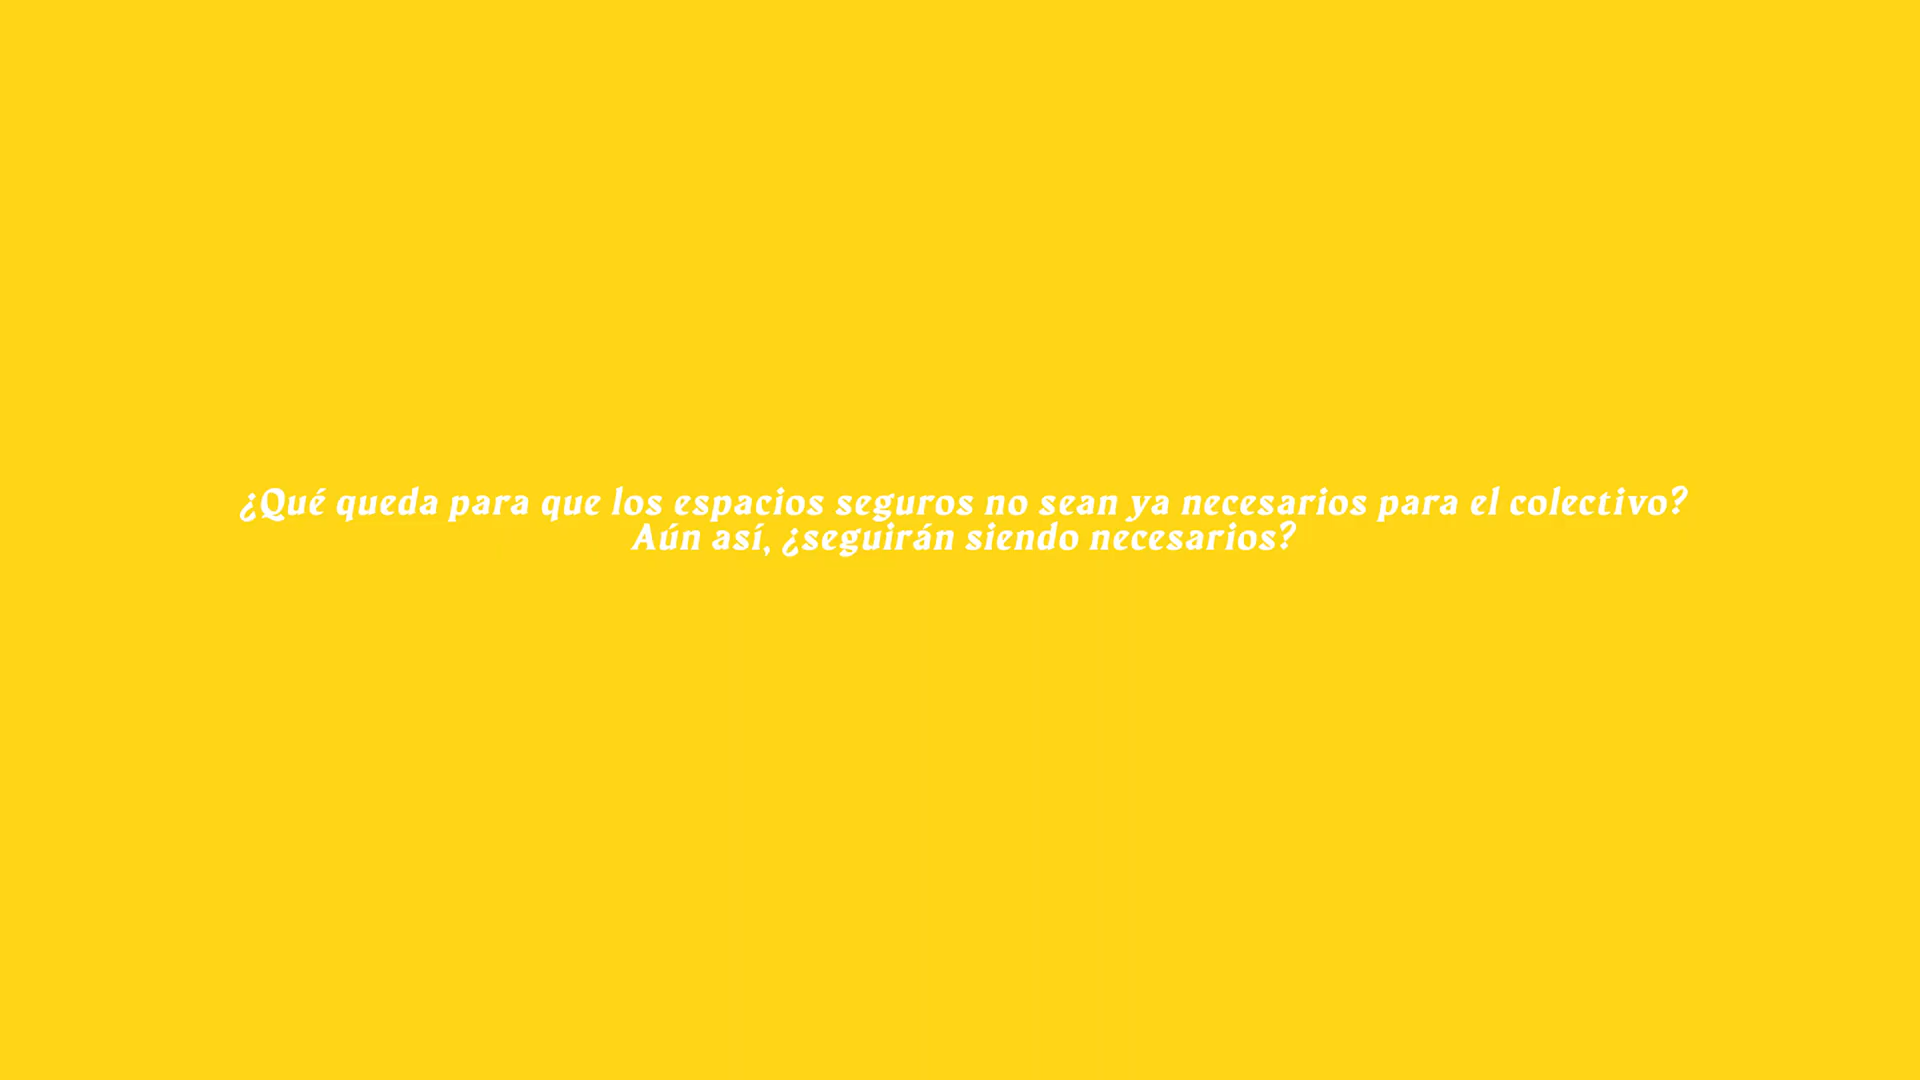 ¿Qué queda para que los espacios seguros no sean ya necesarios para el colectivo?
Aún así, ¿seguirán siendo necesarios?